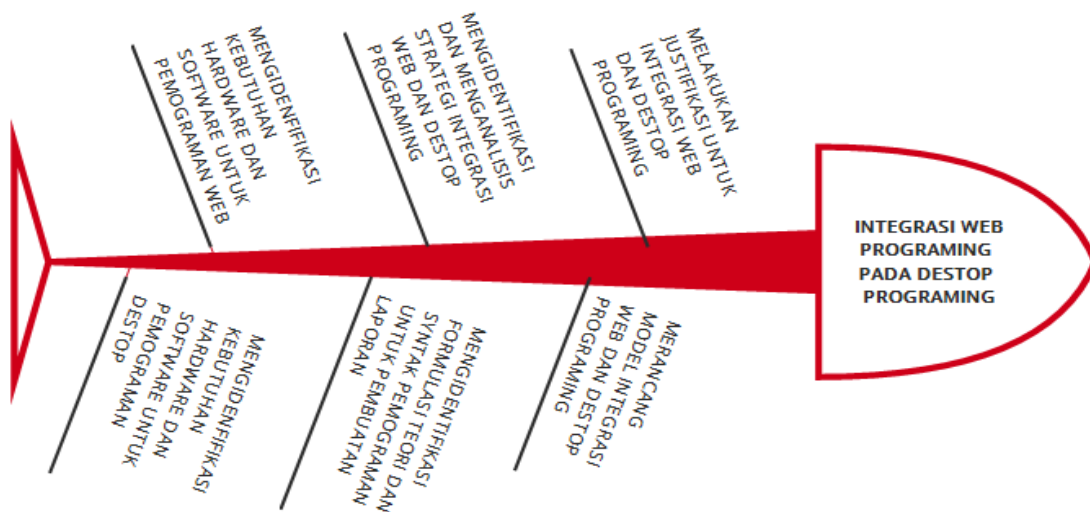 MENGIDENFIFIKASI
KEBUTUHAN
HARDWARE DAN
SOFTWARE UNTUK
PEMOGRAMAN WEB
MENGIDENTIFIKASI
DAN MENGANALISIS
STRATEGI INTEGRASI
WEB DAN DESTOP
PROGRAMING
MELAKUKAN
JUSTIFIKASI UNTUK
INTEGRASI WEB
DAN DESTOP
PROGRAMING
INTEGRASI WEB
PROGRAMING
PADA DESTOP
PROGRAMING
MENGIDENFIFIKASI
KEBUTUHAN
HARDWARE DAN
SOFTWARE UNTUK
PEMOGRAMAN
DESTOP
MENGIDENTIFIKASI
FORMULASI TEORI DAN
SYNTAK PEMOGRAMAN
UNTUK PEMBUATAN
LAPORAN
MERANCANG
MODEL INTEGRASI
WEB DAN DESTOP
PROGRAMING